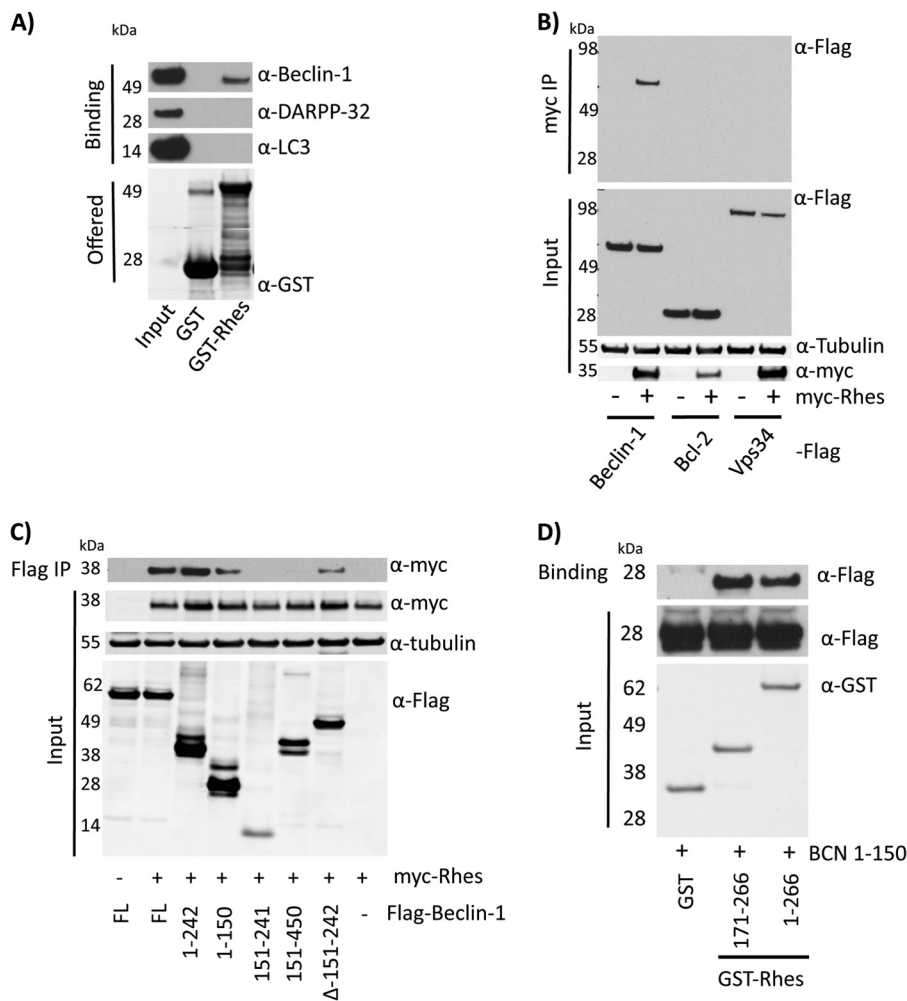 A)
kDa
Binding
49
α-Beclin-1
28
α-DARPP-32
14
α-LC3
Offered
49
28
α-GST
Input
GST
GST-Rhes
B)
myc IP
98
α-Flag
49
28
Input
98
α-Flag
49
28
55
α-Tubulin
35
α-myc
- + - + - + myc-Rhes
Beclin-1
Bcl-2
Vps34
-Flag
C)
kDa
Flag IP
38
α-myc
Input
38
α-myc
55
α-tubulin
62
α-Flag
49
38
28
14
- + + + + + + + myc-Rhes
FL
FL
1-242
1-150
151-241
151-450
Δ-151-242
-
Flag-Beclin-1
D)
kDa
Binding
28
α-Flag
Input
28
α-Flag
62
α-GST
49
38
28
+ + + BCN 1-150
GST
171-266
1-266
GST-Rhes